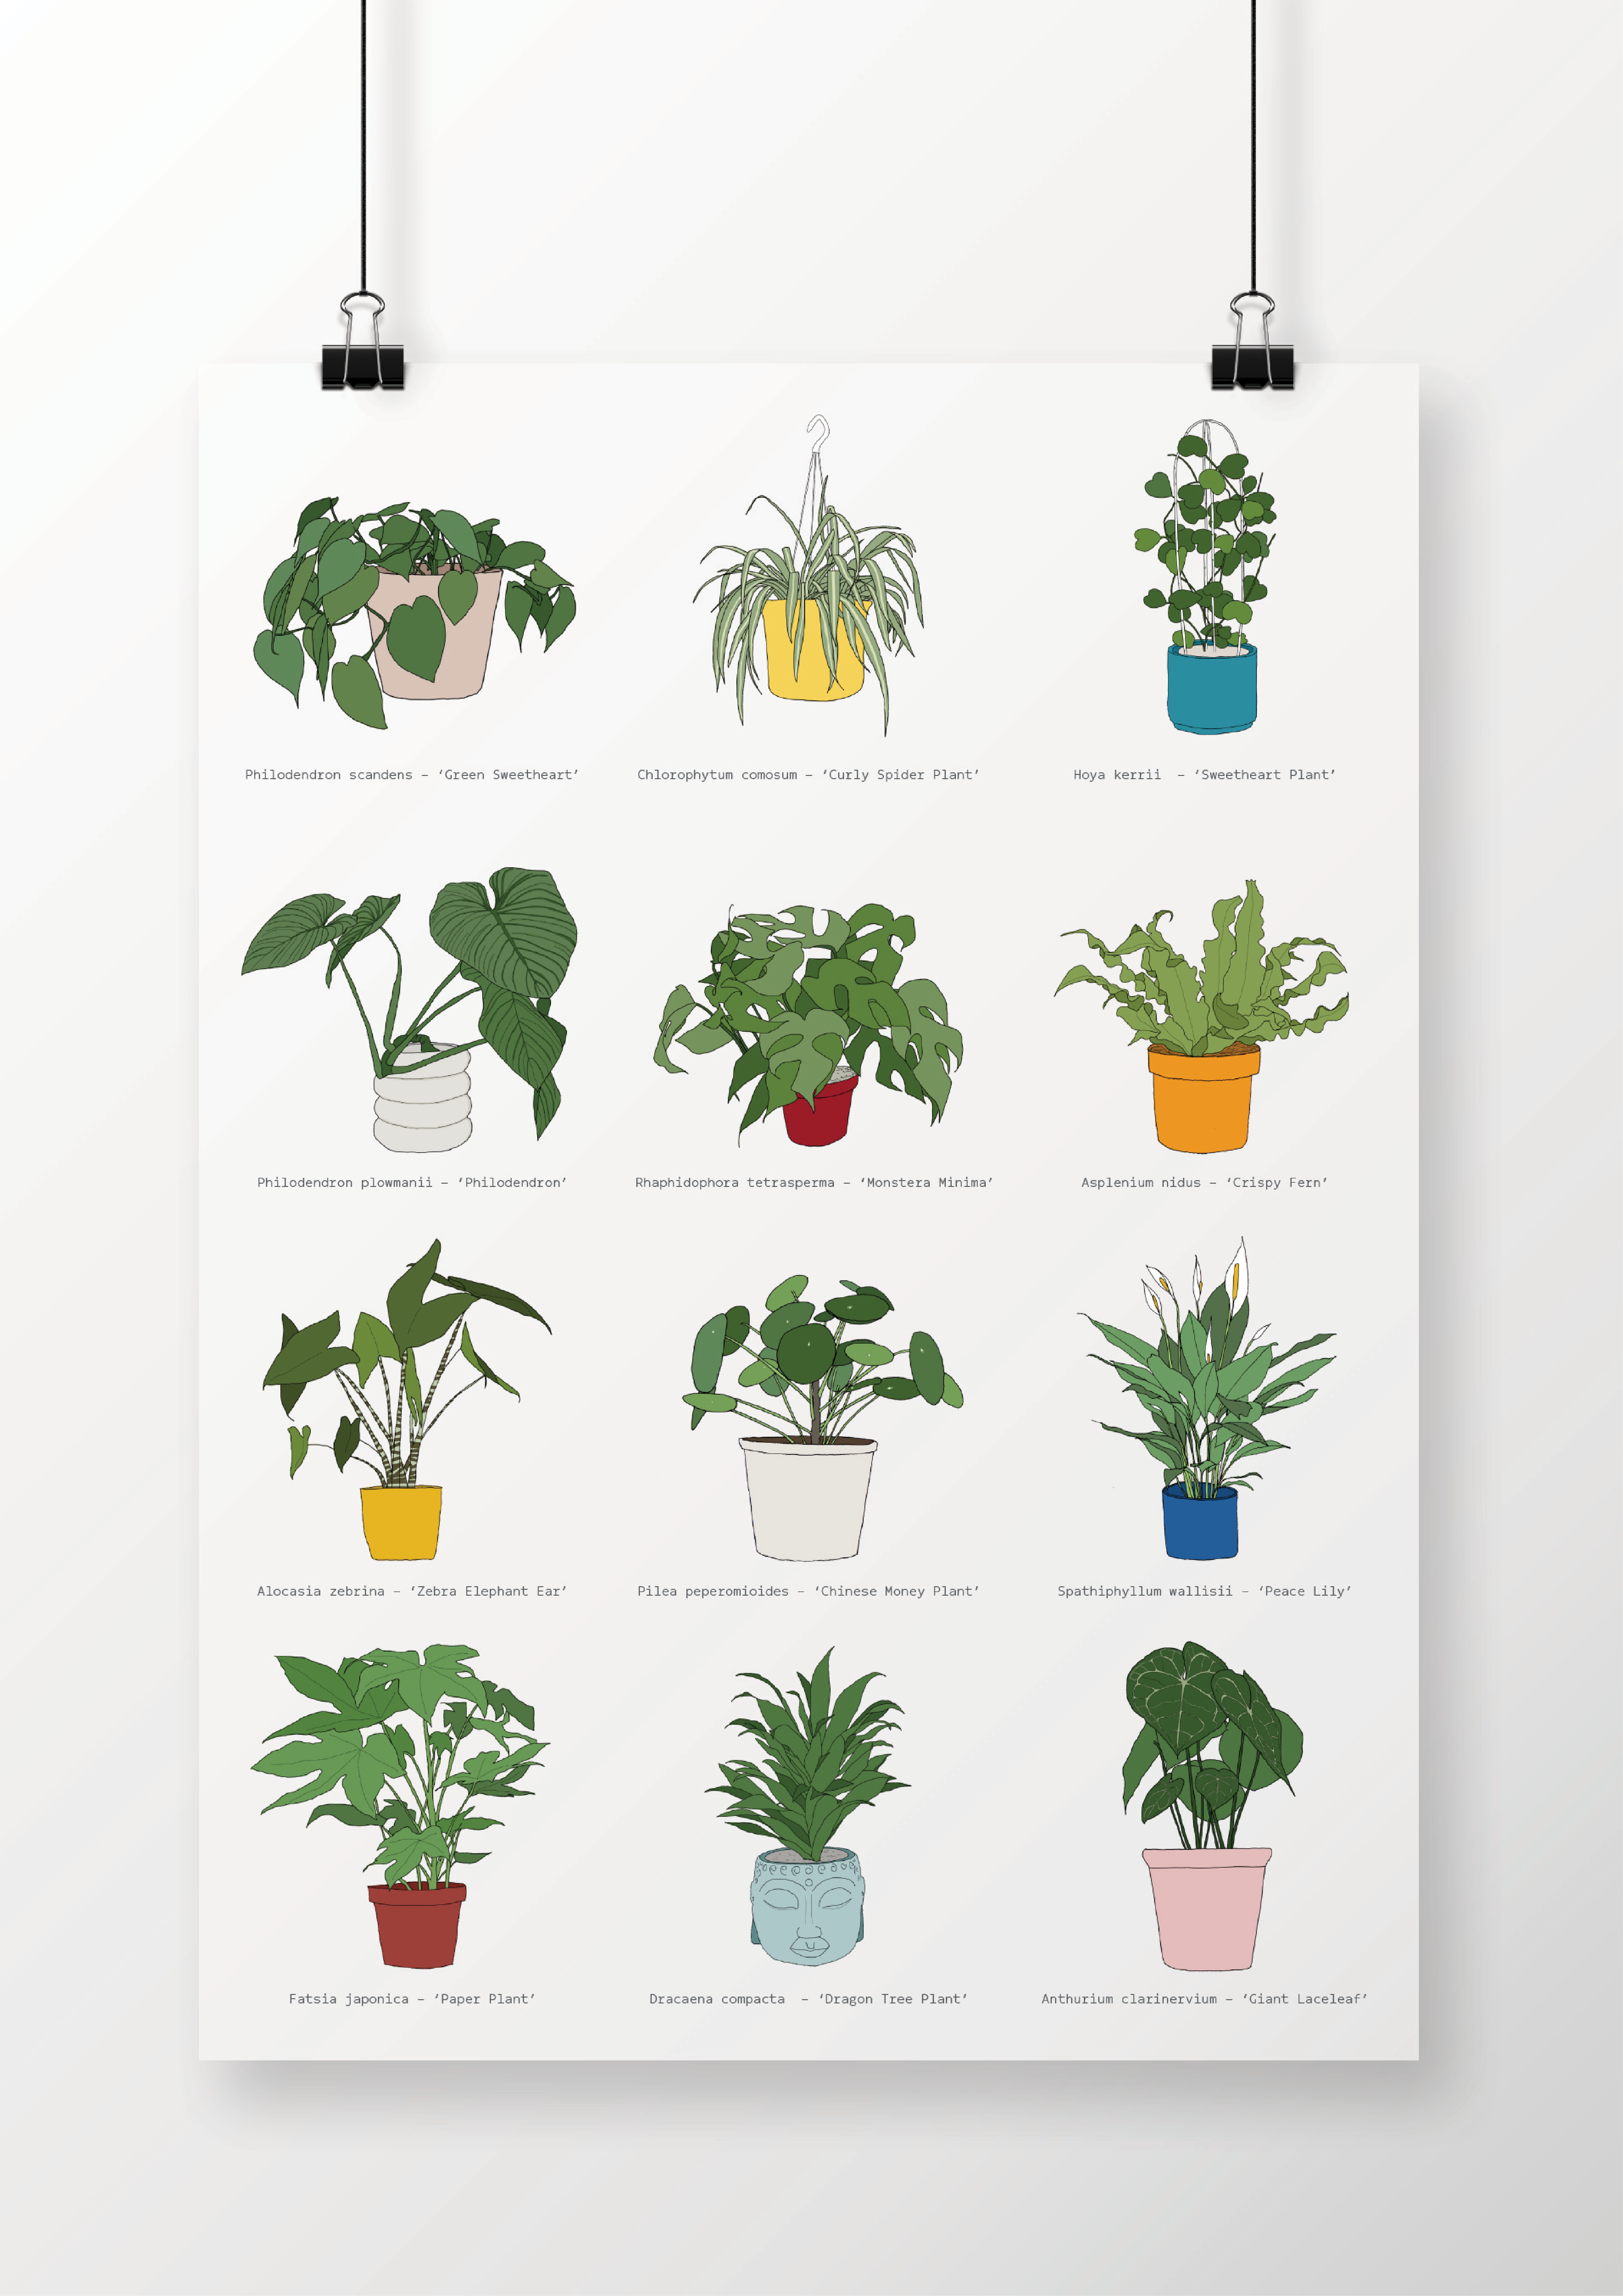 Philodendron scandens – ‘Green Sweetheart’
Chlorophytum comosum – ‘Curly Spider Plant’
Hoya kerrii  – ‘Sweetheart Plant’
Philodendron plowmanii – ‘Philodendron’
Rhaphidophora tetrasperma – ‘Monstera Minima’
Asplenium nidus – ‘Crispy Fern’
Alocasia zebrina – ‘Zebra Elephant Ear’
Pilea peperomioides – ‘Chinese Money Plant’
Spathiphyllum wallisii – ‘Peace Lily’
Fatsia japonica – ‘Paper Plant’
Dracaena compacta  – ‘Dragon Tree Plant’
Anthurium clarinervium – ‘Giant Laceleaf’